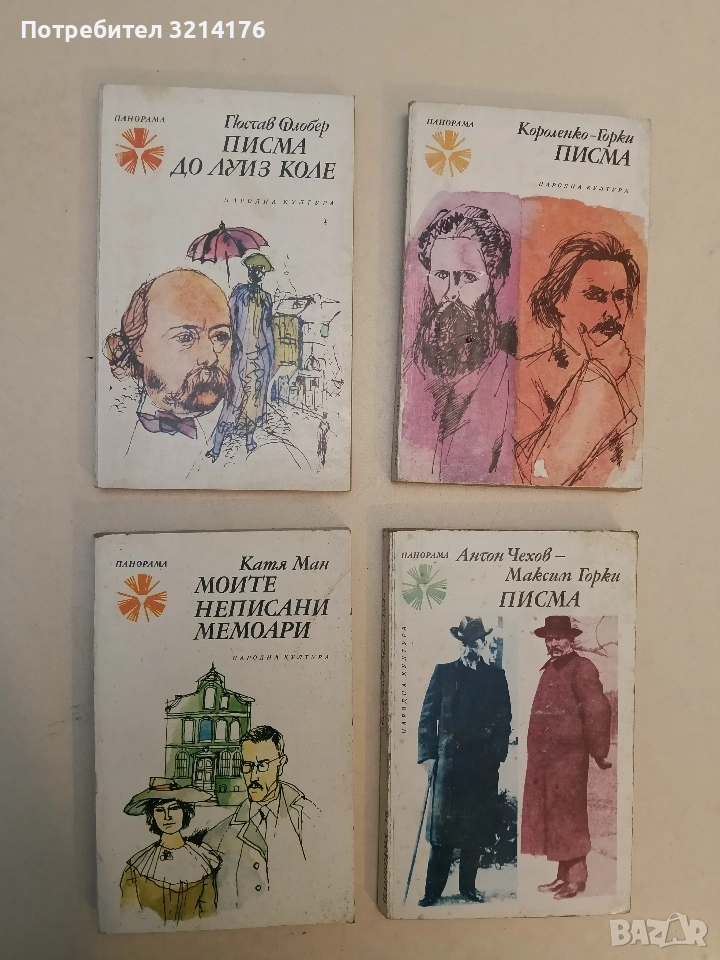 Потребител 3214176
ПАНОРАМА
Гюстав Флобер
ПИСМА
ДО ЛУИЗ КОЛЕ
НАРОДНА КУЛТУРА
ПАНОРАМА
Короленко-Горки
ПИСМА
НАРОДНА КУЛТУРА
ПАНОРАМА
Катя Ман
МОИТЕ
НЕПИСАНИ
МЕМОАРИ
НАРОДНА КУЛТУРА
ПАНОРАМА
Антон Чехов –
Максим Горки
ПИСМА
НАРОДНА КУЛТУРА
BAZAR